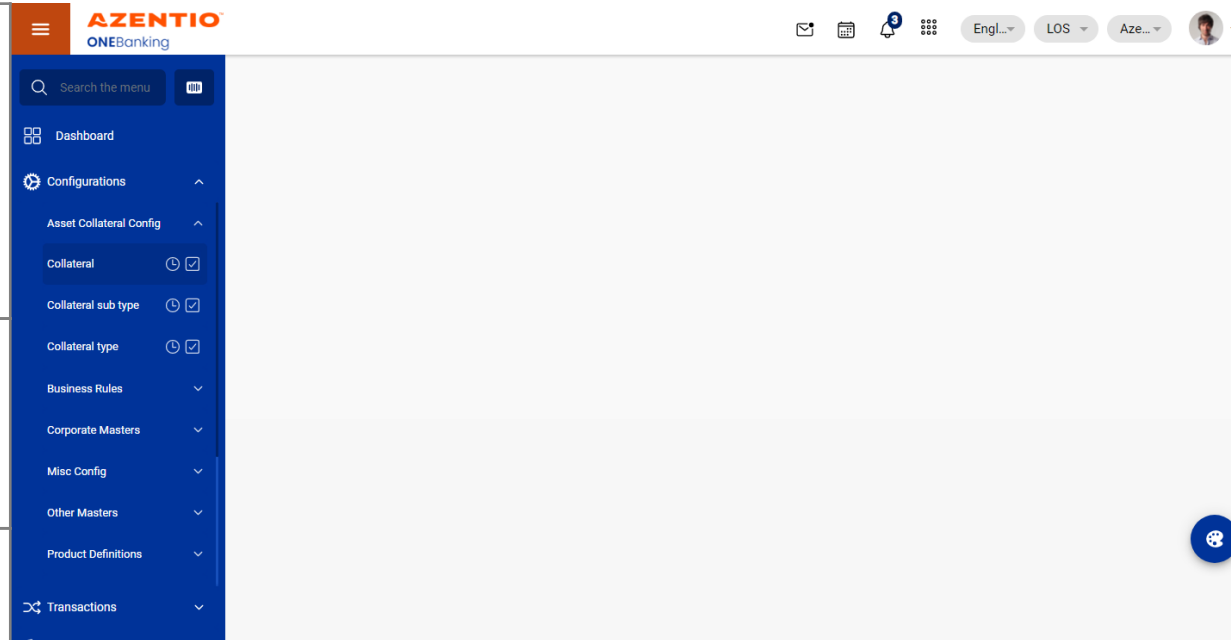 AZENTIO
ONEBanking
3
Engl...
LOS
Aze...
Search the menu
Dashboard
Configurations
Asset Collateral Config
Collateral
Collateral sub type
Collateral type
Business Rules
Corporate Masters
Misc Config
Other Masters
Product Definitions
Transactions